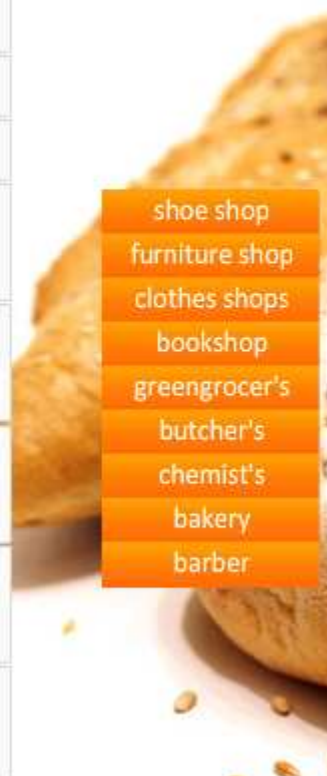 shoe shop
furniture shop
clothes shops
bookshop
greengrocer's
butcher's
chemist's
bakery
barber